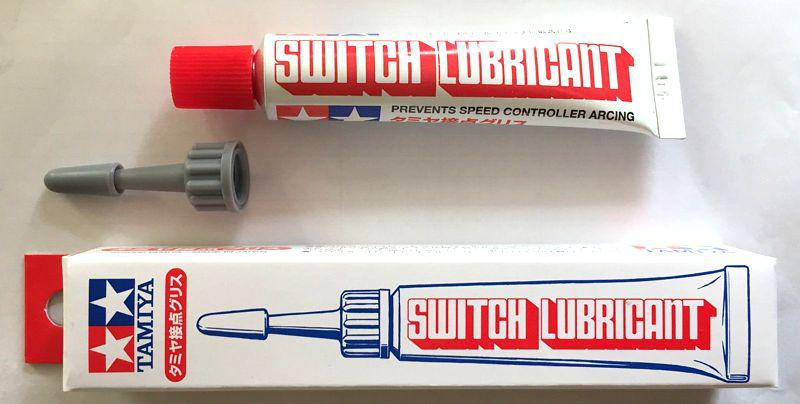 SWITCH LUBRICANT
PREVENTS SPEED CONTROLLER ARCING
タミヤ接点グリス
TAMIYA
タミヤ接点グリス
SWITCH LUBRICANT